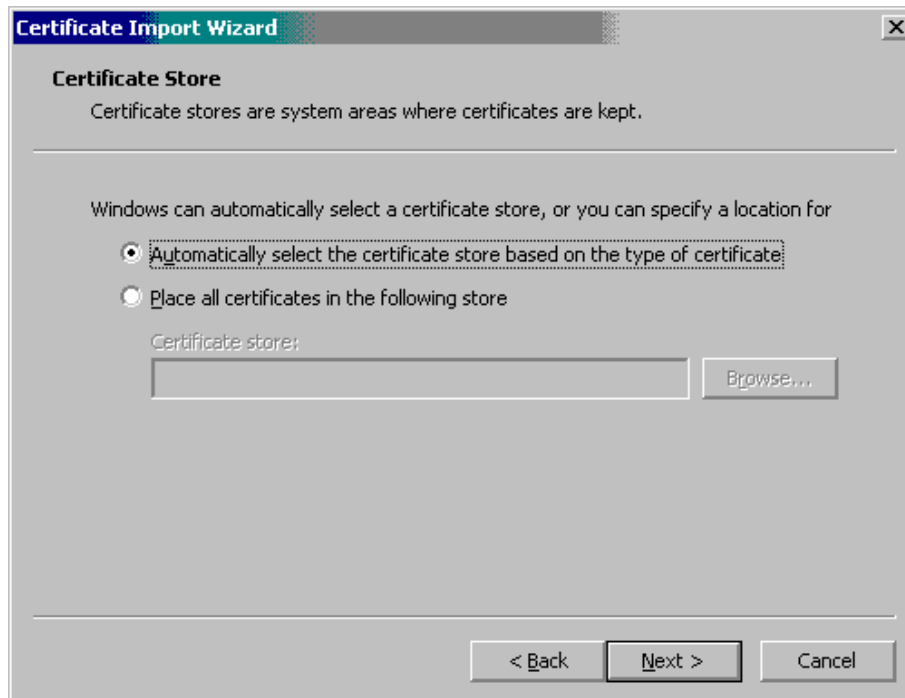 Certificate Import Wizard
Certificate Store
Certificate stores are system areas where certificates are kept.
Windows can automatically select a certificate store, or you can specify a location for
Automatically select the certificate store based on the type of certificate
Place all certificates in the following store
Certificate store:
Browse...
< Back Next > Cancel